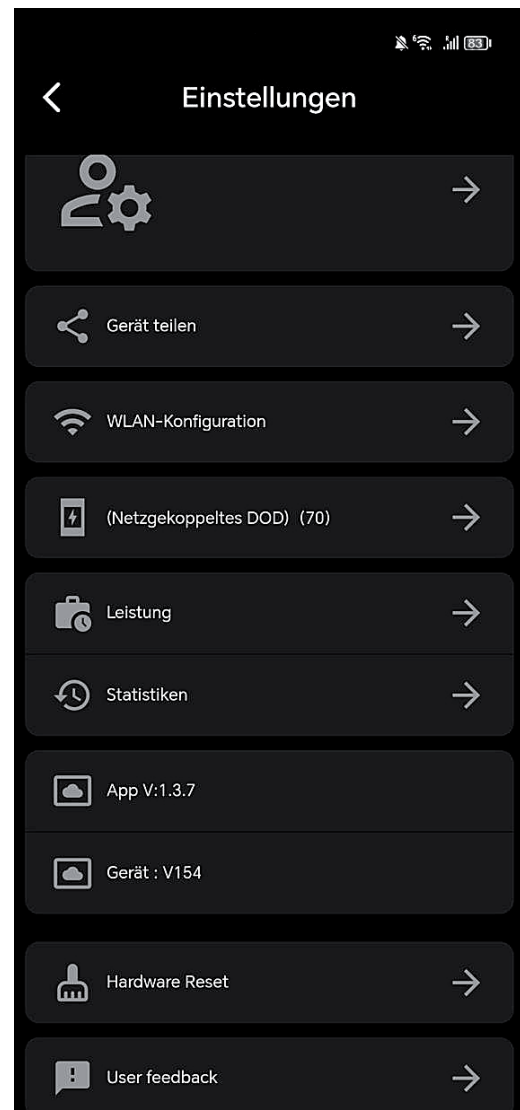 83
Einstellungen
Gerät teilen
WLAN-Konfiguration
(Netzgekoppeltes DOD) (70)
Leistung
Statistiken
App V:1.3.7
Gerät : V154
Hardware Reset
User feedback